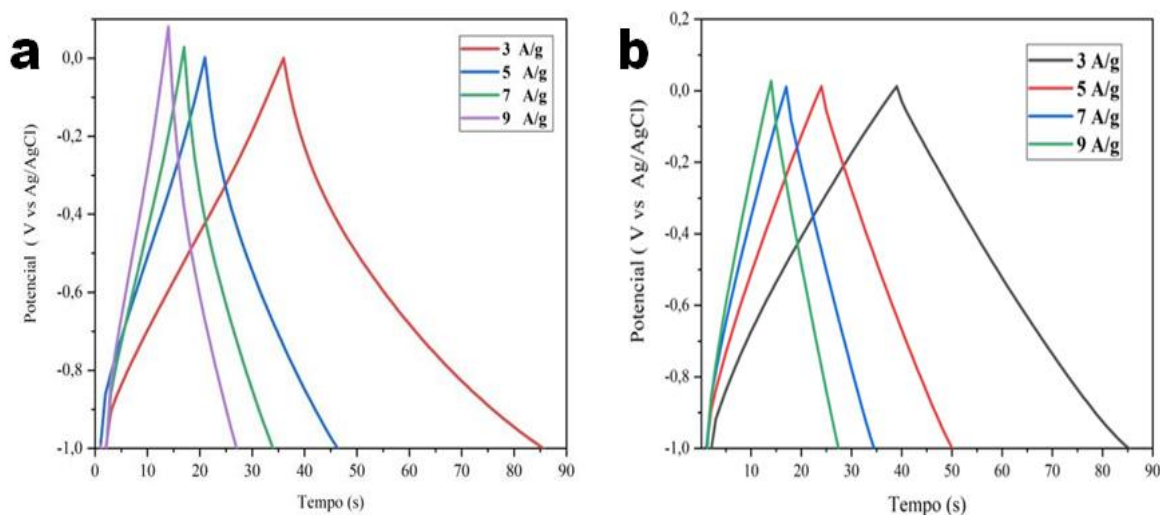 a
0,0
-0,2
-0,4
-0,6
-0,8
-1,0
Potencial ( V vs Ag/AgCl)
0 10 20 30 40 50 60 70 80 90
Tempo (s)
3 A/g
5 A/g
7 A/g
9 A/g
b
0,2
0,0
-0,2
-0,4
-0,6
-0,8
-1,0
Potencial ( V vs Ag/AgCl)
10 20 30 40 50 60 70 80 90
Tempo (s)
3 A/g
5 A/g
7 A/g
9 A/g